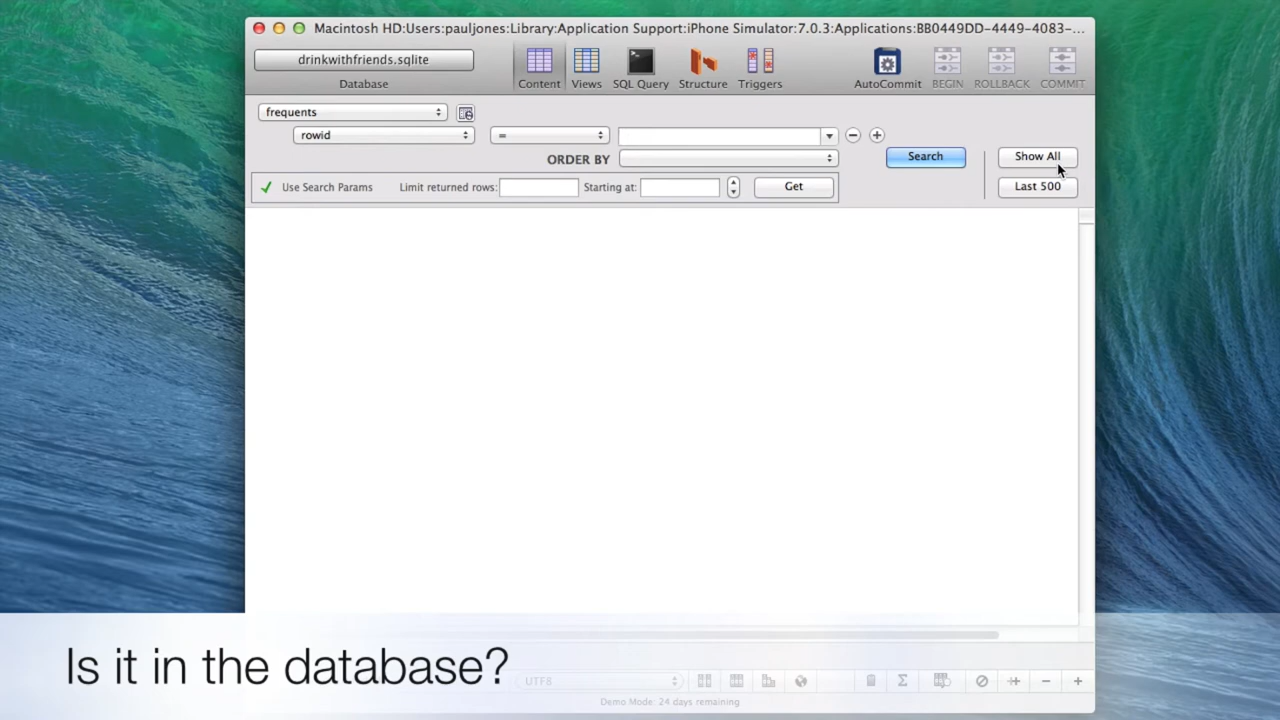 Macintosh HD:Users:pauljones:Library:Application Support:iPhone Simulator:7.0.3:Applications:BB0449DD-4449-4083-...
drinkwithfriends.sqlite
Database
Content
Views
SQL Query
Structure
Triggers
AutoCommit
BEGIN
ROLLBACK
COMMIT
frequents
rowid
=
ORDER BY
Search
Show All
Use Search Params
Limit returned rows:
Starting at:
Get
Last 500
Is it in the database?
UTF8
Demo Mode: 24 days remaining